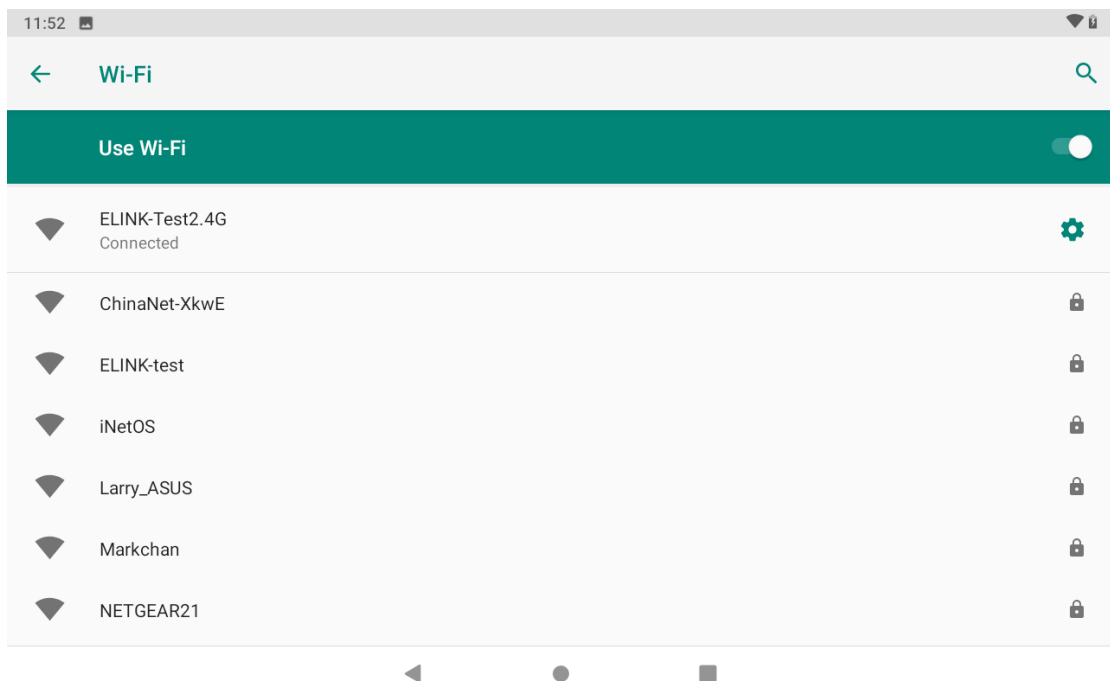 11:52
Wi-Fi
Use Wi-Fi
ELINK-Test2.4G
Connected
ChinaNet-XkwE
ELINK-test
iNetOS
Larry_ASUS
Markchan
NETGEAR21